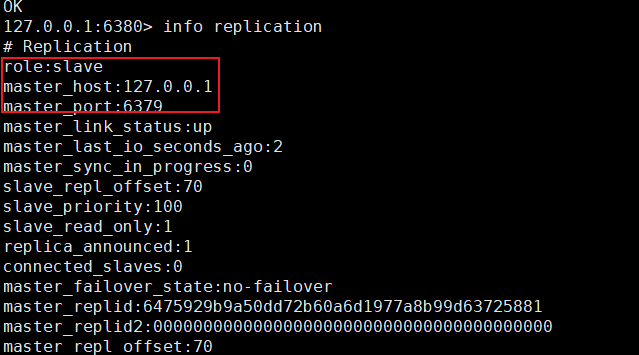 OK
127.0.0.1:6380> info replication
# Replication
role:slave
master_host:127.0.0.1
master_port:6379
master_link_status:up
master_last_io_seconds_ago:2
master_sync_in_progress:0
slave_repl_offset:70
slave_priority:100
slave_read_only:1
replica_announced:1
connected_slaves:0
master_failover_state:no-failover
master_replid:6475929b9a50dd72b60a6d1977a8b99d63725881
master_replid2:0000000000000000000000000000000000000000
master_repl_offset:70